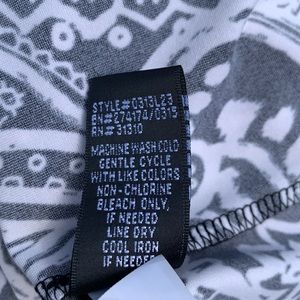 STYLE#0313L23
BN#274174/0315
RN#31310
MACHINE WASH COLD
GENTLE CYCLE
WITH LIKE COLORS
NON-CHLORINE
BLEACH ONLY,
IF NEEDED
LINE DRY
COOL IRON
IF NEEDED